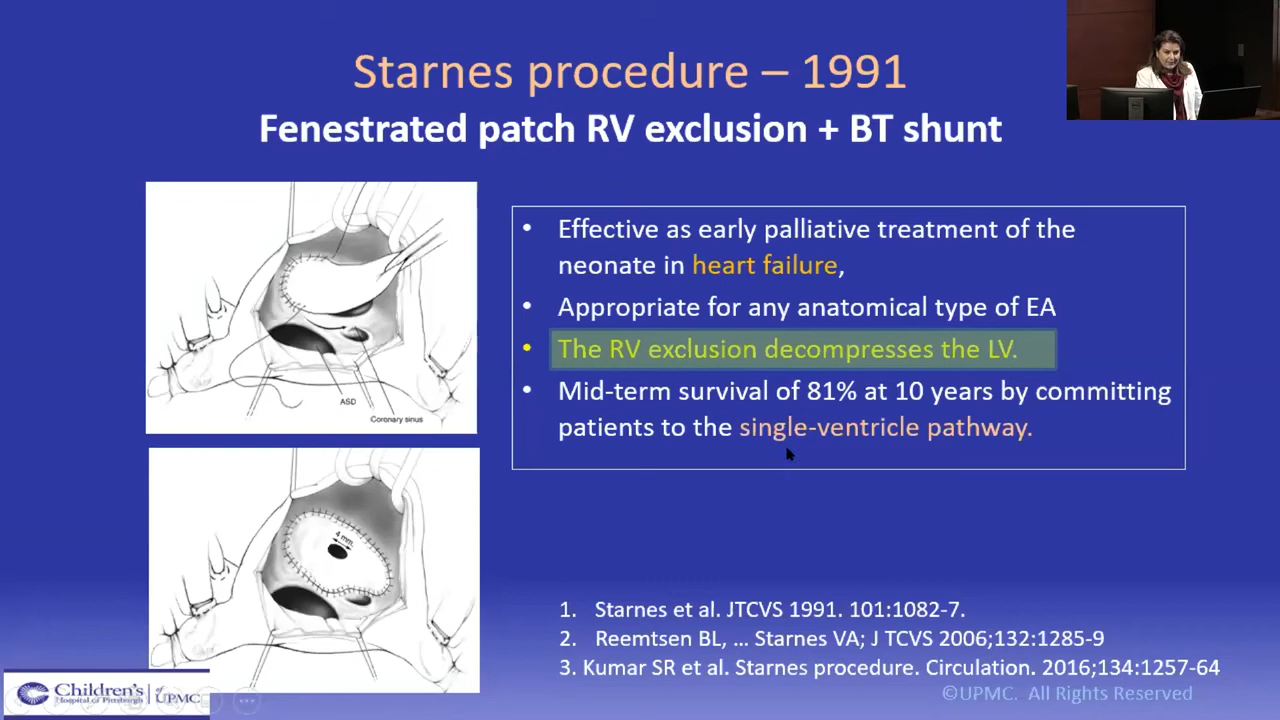 Starnes procedure – 1991
Fenestrated patch RV exclusion + BT shunt
ASD
Coronary sinus
4 mm.
• Effective as early palliative treatment of the
neonate in heart failure,
• Appropriate for any anatomical type of EA
• The RV exclusion decompresses the LV.
• Mid-term survival of 81% at 10 years by committing
patients to the single-ventricle pathway.
1. Starnes et al. JTCVS 1991. 101:1082-7.
2. Reemtsen BL, ... Starnes VA; J TCVS 2006;132:1285-9
3. Kumar SR et al. Starnes procedure. Circulation. 2016;134:1257-64
©UPMC. All Rights Reserved
Children's
Hospital of Pittsburgh
UPMC